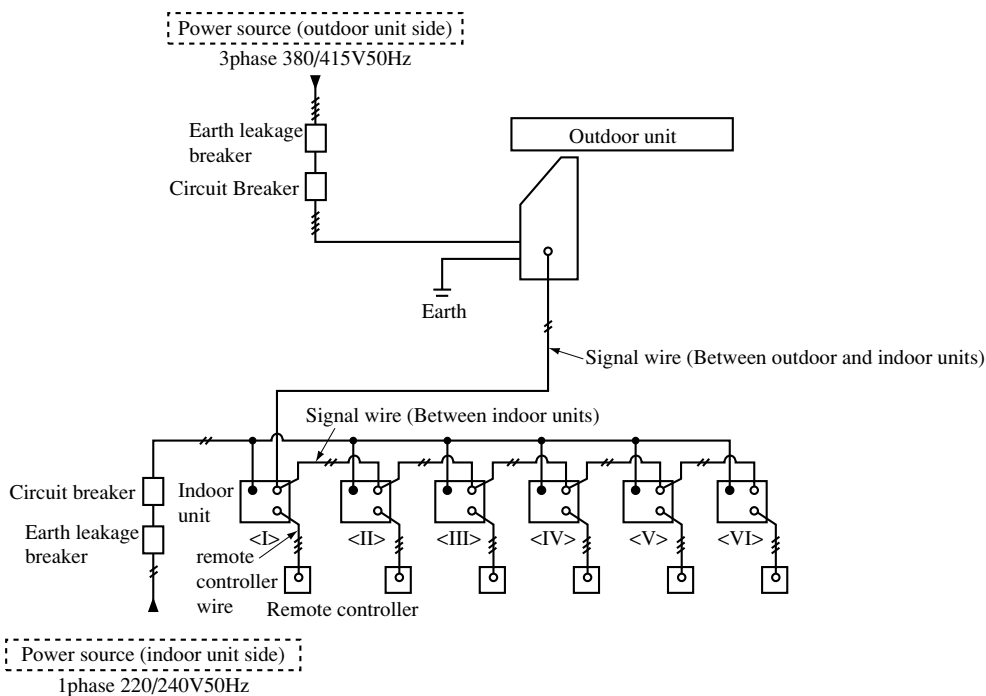 Power source (outdoor unit side)
3phase 380/415V50Hz
Earth leakage
breaker
Circuit Breaker
Outdoor unit
Earth
Signal wire (Between outdoor and indoor units)
Signal wire (Between indoor units)
Circuit breaker
Earth leakage
breaker
Indoor
unit
<I>
<II>
<III>
<IV>
<V>
<VI>
remote
controller
wire
Remote controller
Power source (indoor unit side)
1phase 220/240V50Hz